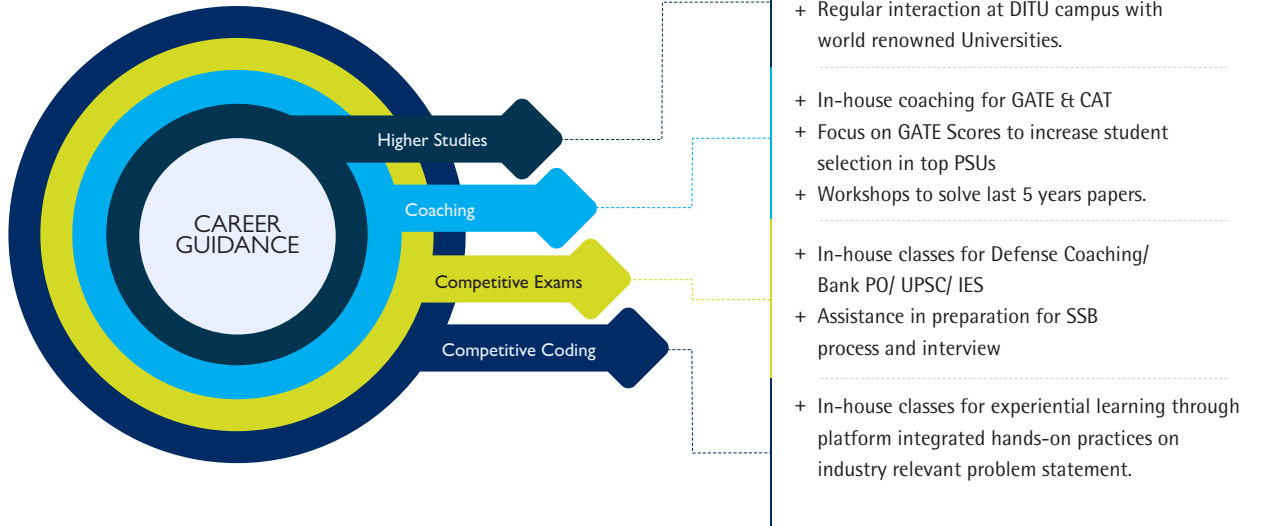 CAREER
GUIDANCE
Higher Studies
Coaching
Competitive Exams
Competitive Coding
+ Regular interaction at DITU campus with
world renowned Universities.
+ In-house coaching for GATE & CAT
+ Focus on GATE Scores to increase student
selection in top PSUs
+ Workshops to solve last 5 years papers.
+ In-house classes for Defense Coaching/
Bank PO/ UPSC/ IES
+ Assistance in preparation for SSB
process and interview
+ In-house classes for experiential learning through
platform integrated hands-on practices on
industry relevant problem statement.